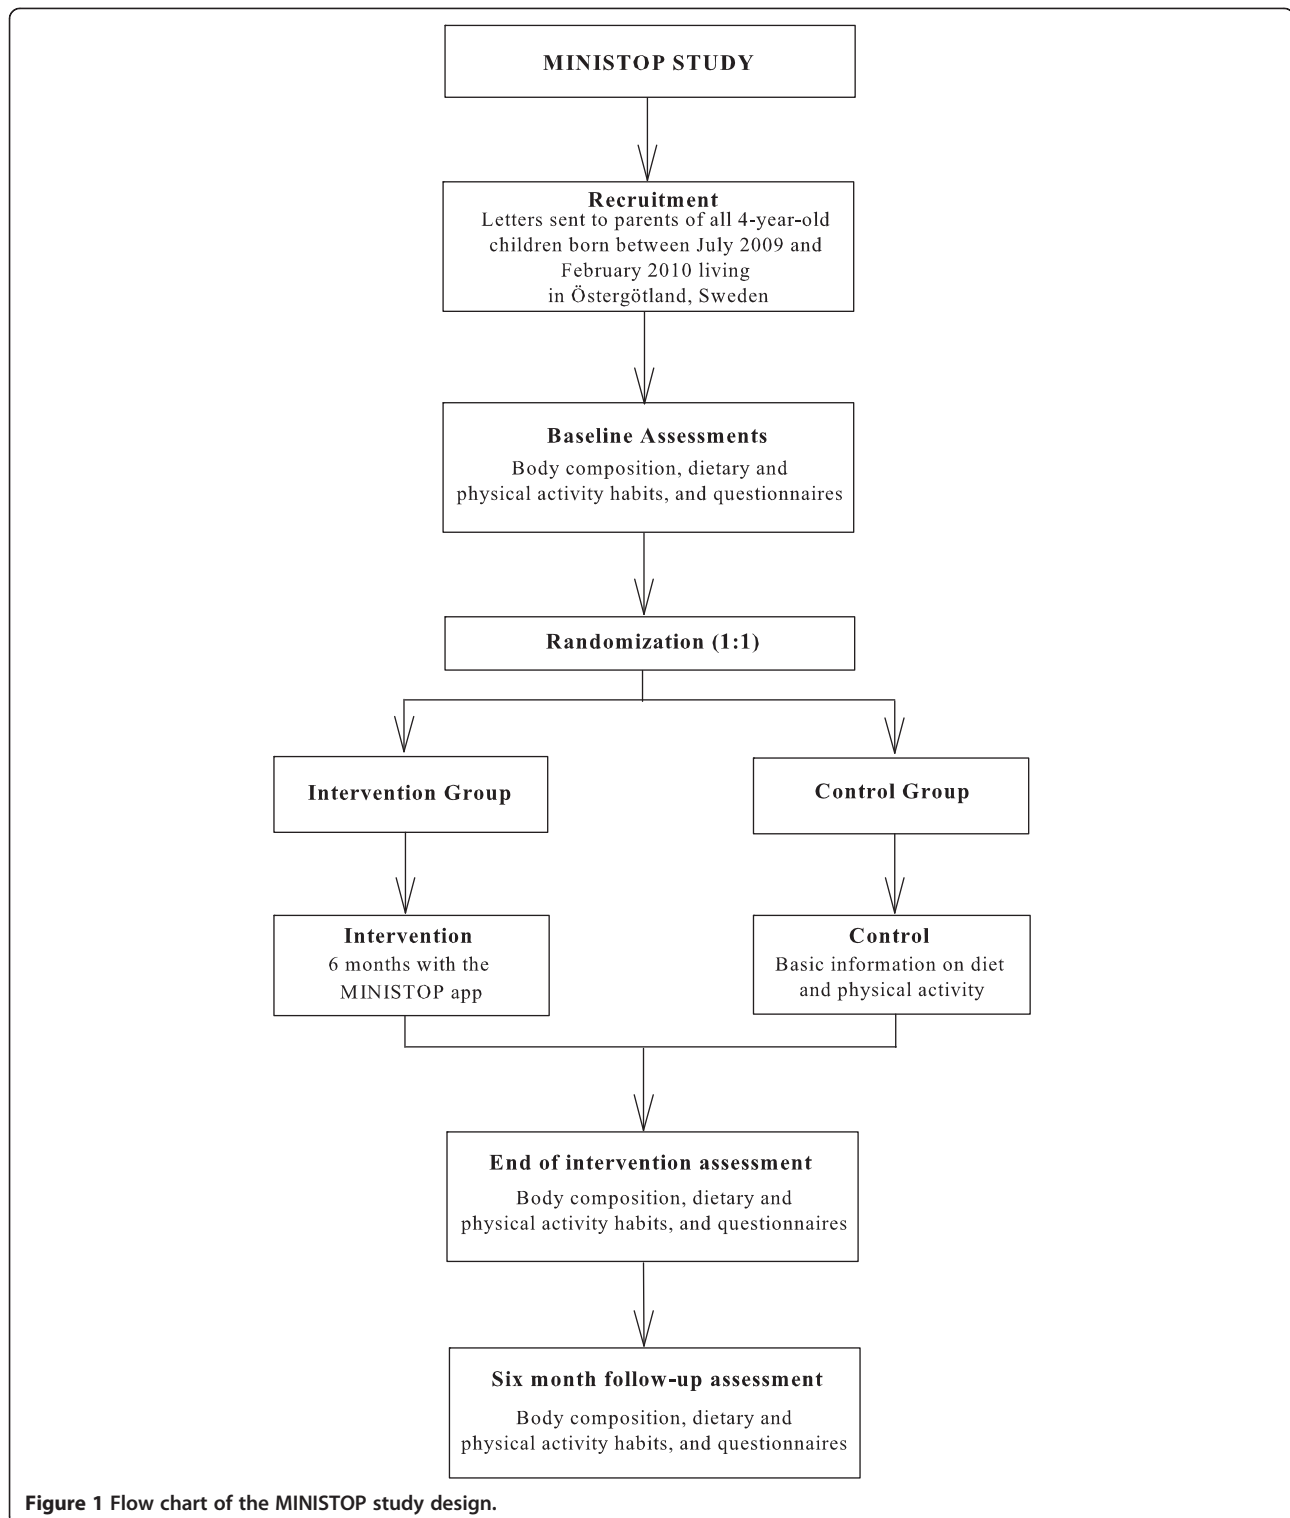 MINISTOP STUDY
Recruitment
Letters sent to parents of all 4-year-old
children born between July 2009 and
February 2010 living
in Östergötland, Sweden
Baseline Assessments
Body composition, dietary and
physical activity habits, and questionnaires
Randomization (1:1)
Intervention Group
Control Group
Intervention
6 months with the
MINISTOP app
Control
Basic information on diet
and physical activity
End of intervention assessment
Body composition, dietary and
physical activity habits, and questionnaires
Six month follow-up assessment
Body composition, dietary and
physical activity habits, and questionnaires
Figure 1 Flow chart of the MINISTOP study design.